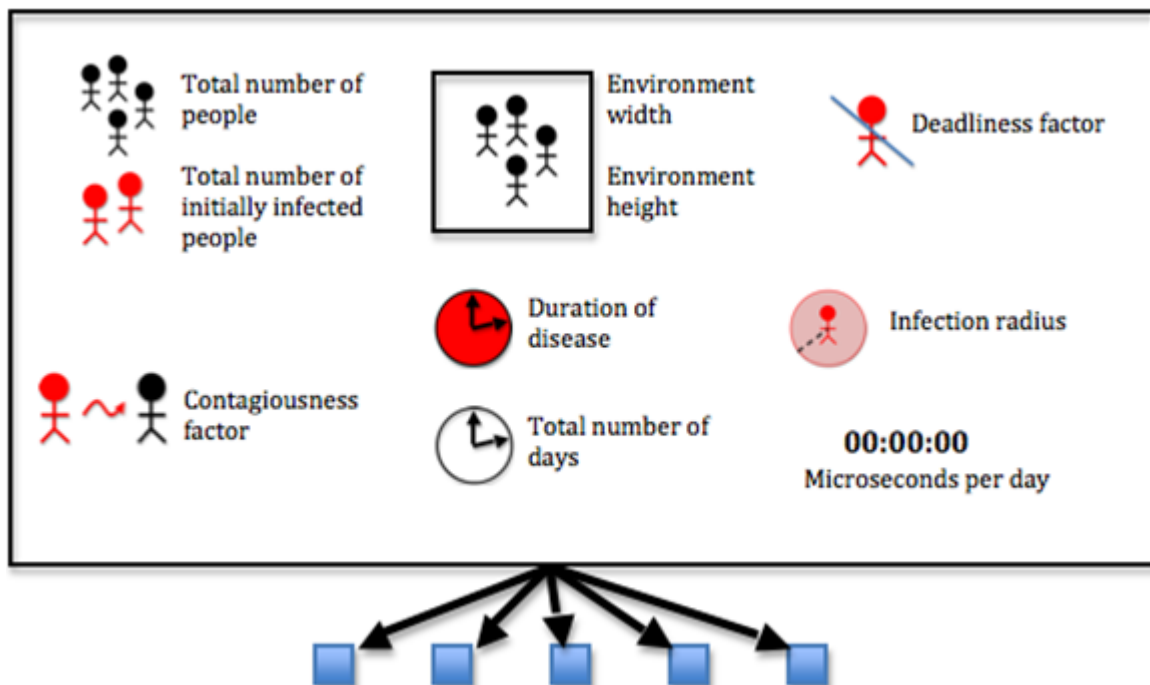 Total number of
people
Total number of
initially infected
people
Contagiousness
factor
Environment
width
Environment
height
Duration of
disease
Total number of
days
Deadliness factor
Infection radius
00:00:00
Microseconds per day